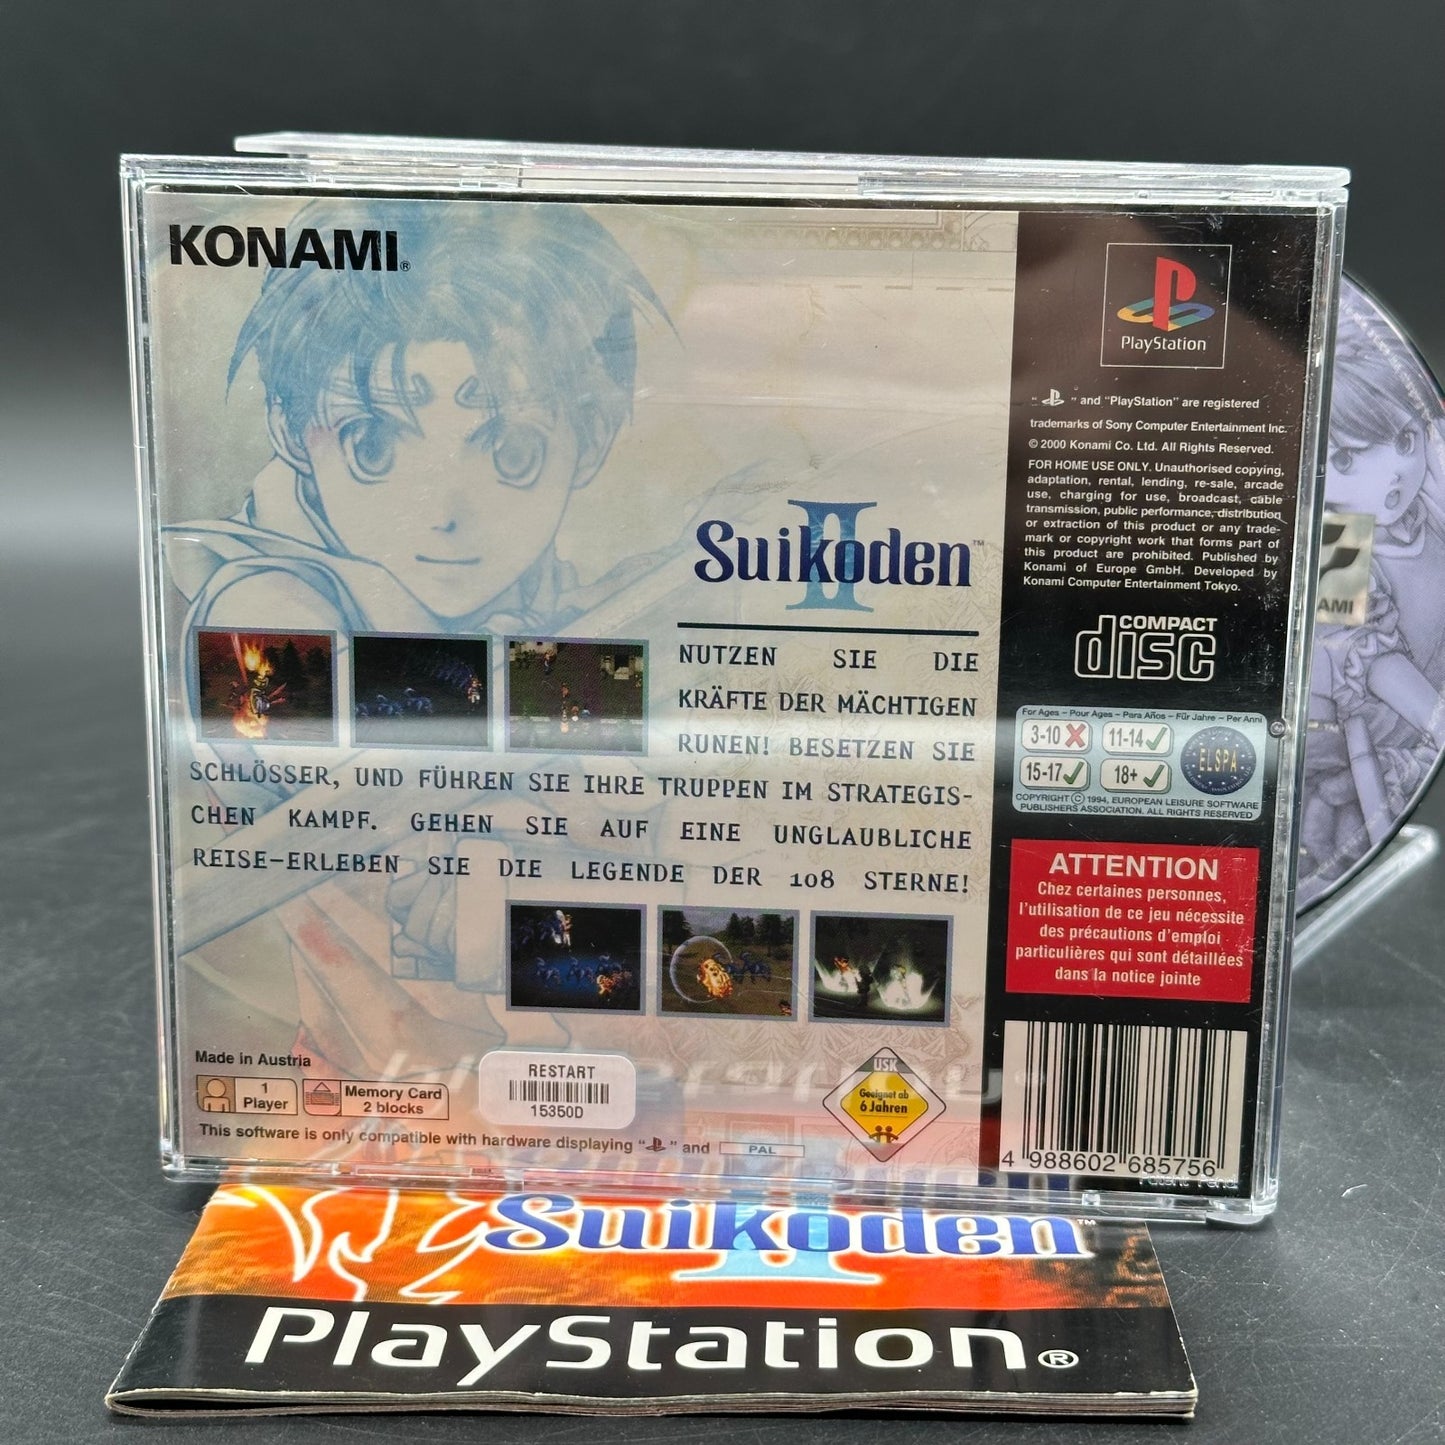 KONAMI®
PlayStation
" " and "PlayStation" are registered
trademarks of Sony Computer Entertainment Inc.
© 2000 Konami Co. Ltd. All Rights Reserved.
FOR HOME USE ONLY. Unauthorised copying,
adaptation, rental, lending, re-sale, arcade
use, charging for use, broadcast, cable
transmission, public performance, distribution
or extraction of this product or any trade-
mark or copyright work that forms part of
this product are prohibited. Published by
Konami of Europe GmbH. Developed by
Konami Computer Entertainment Tokyo.
Suikoden II™
NUTZEN SIE DIE
KRÄFTE DER MÄCHTIGEN
RUNEN! BESETZEN SIE
SCHLÖSSER, UND FÜHREN SIE IHRE TRUPPEN IM STRATEGIS-
CHEN KAMPF. GEHEN SIE AUF EINE UNGLAUBLICHE
REISE-ERLEBEN SIE DIE LEGENDE DER 108 STERNE!
COMPACT
disc
For Ages – Pour Ages – Para Años – Für Jahre – Per Anni
3-10 11-14
15-17 18+
ELSPA
COPYRIGHT © 1994, EUROPEAN LEISURE SOFTWARE
PUBLISHERS ASSOCIATION. ALL RIGHTS RESERVED
ATTENTION
Chez certaines personnes,
l'utilisation de ce jeu nécessite
des précautions d'emploi
particulières qui sont détaillées
dans la notice jointe
Made in Austria
1
Player
Memory Card
2 blocks
RESTART
15350D
USK
Geeignet ab
6 Jahren
This software is only compatible with hardware displaying " " and PAL
4 988602 685756
Suikoden II™
PlayStation®